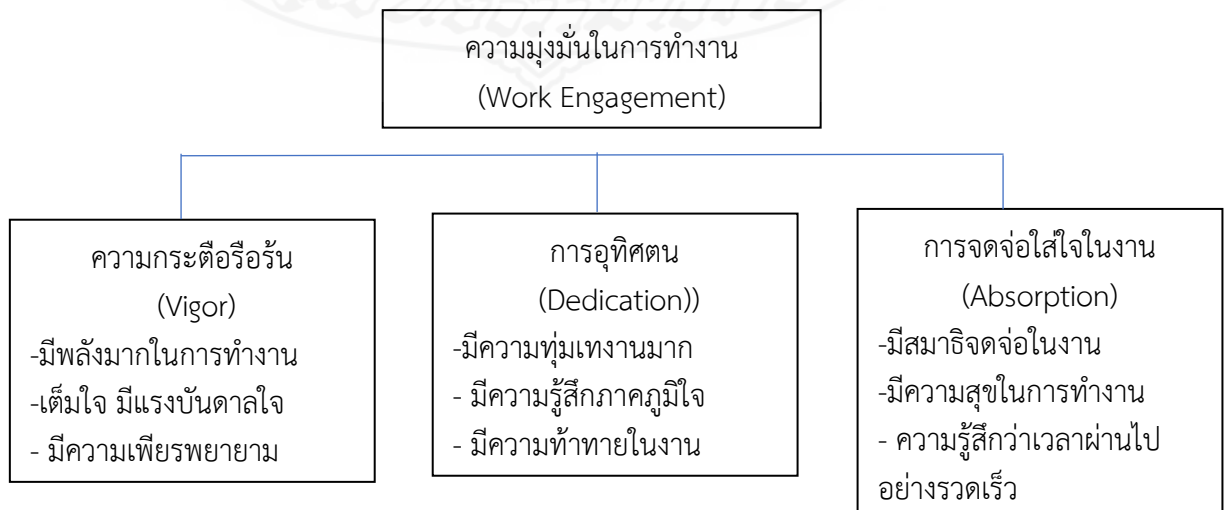 ความมุ่งมั่นในการทำงาน
(Work Engagement)
ความกระตือรือร้น
(Vigor)
-มีพลังมากในการทำงาน
-เต็มใจ มีแรงบันดาลใจ
- มีความเพียรพยายาม
การอุทิศตน
(Dedication))
-มีความทุ่มเทงานมาก
- มีความรู้สึกภาคภูมิใจ
- มีความท้าทายในงาน
การจดจ่อใส่ใจในงาน
(Absorption)
-มีสมาธิจดจ่อในงาน
-มีความสุขในการทำงาน
- ความรู้สึกว่าเวลาผ่านไป
อย่างรวดเร็ว